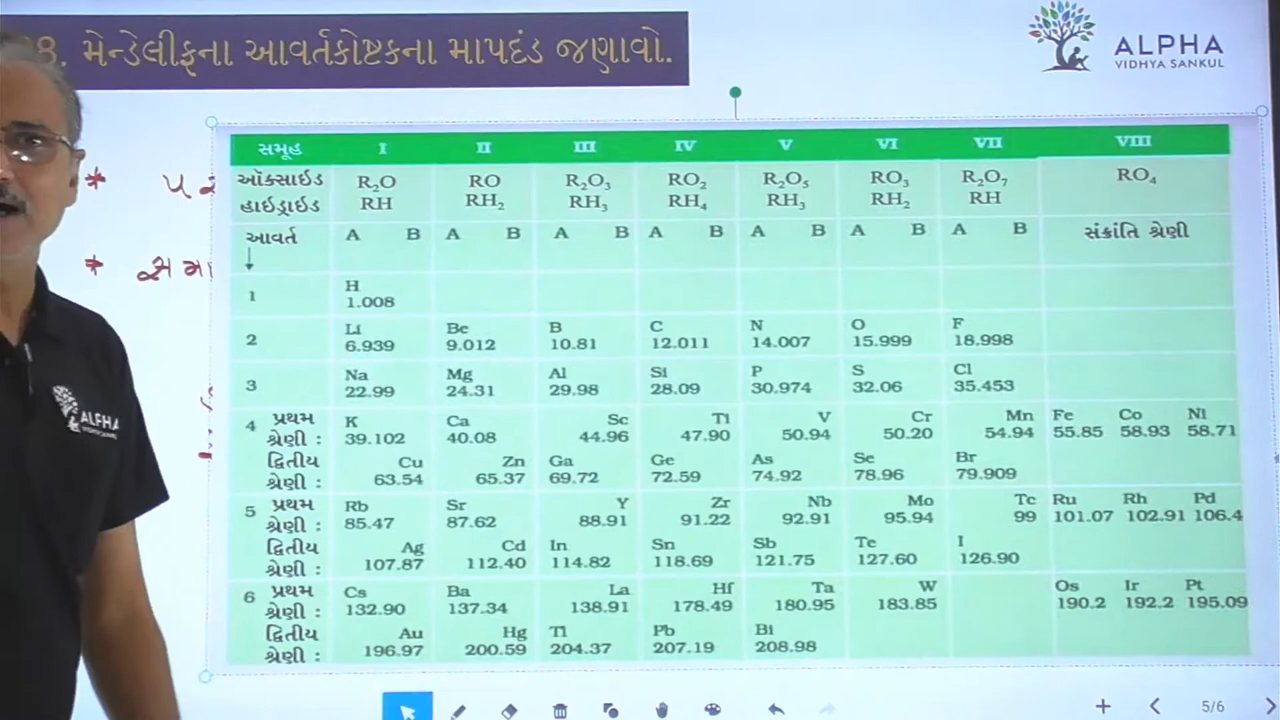 8. મેન્ડેલીફના આવર્તકોષ્ટકના માપદંડ જણાવો.
ALPHA
VIDHYA SANKUL
સમૂહ I II III IV V VI VII VIII
ઑક્સાઇડ R₂O RO R₂O₃ RO₂ R₂O₅ RO₃ R₂O₇ RO₄
હાઇડ્રાઇડ RH RH₂ RH₃ RH₄ RH₃ RH₂ RH
આવર્ત A B A B A B A B A B A B A B સંક્રાંતિ શ્રેણી
↓
1 H
1.008
2 Li Be B C N O F
6.939 9.012 10.81 12.011 14.007 15.999 18.998
3 Na Mg Al Si P S Cl
22.99 24.31 29.98 28.09 30.974 32.06 35.453
4 પ્રથમ K Ca Sc Ti V Cr Mn Fe Co Ni
શ્રેણી : 39.102 40.08 44.96 47.90 50.94 50.20 54.94 55.85 58.93 58.71
દ્વિતીય Cu Zn Ga Ge As Se Br
શ્રેણી : 63.54 65.37 69.72 72.59 74.92 78.96 79.909
5 પ્રથમ Rb Sr Y Zr Nb Mo Tc Ru Rh Pd
શ્રેણી : 85.47 87.62 88.91 91.22 92.91 95.94 99 101.07 102.91 106.4
દ્વિતીય Ag Cd In Sn Sb Te I
શ્રેણી : 107.87 112.40 114.82 118.69 121.75 127.60 126.90
6 પ્રથમ Cs Ba La Hf Ta W Os Ir Pt
શ્રેણી : 132.90 137.34 138.91 178.49 180.95 183.85 190.2 192.2 195.09
દ્વિતીય Au Hg Tl Pb Bi
શ્રેણી : 196.97 200.59 204.37 207.19 208.98
ALPHA
VIDHYA SANKUL
5/6